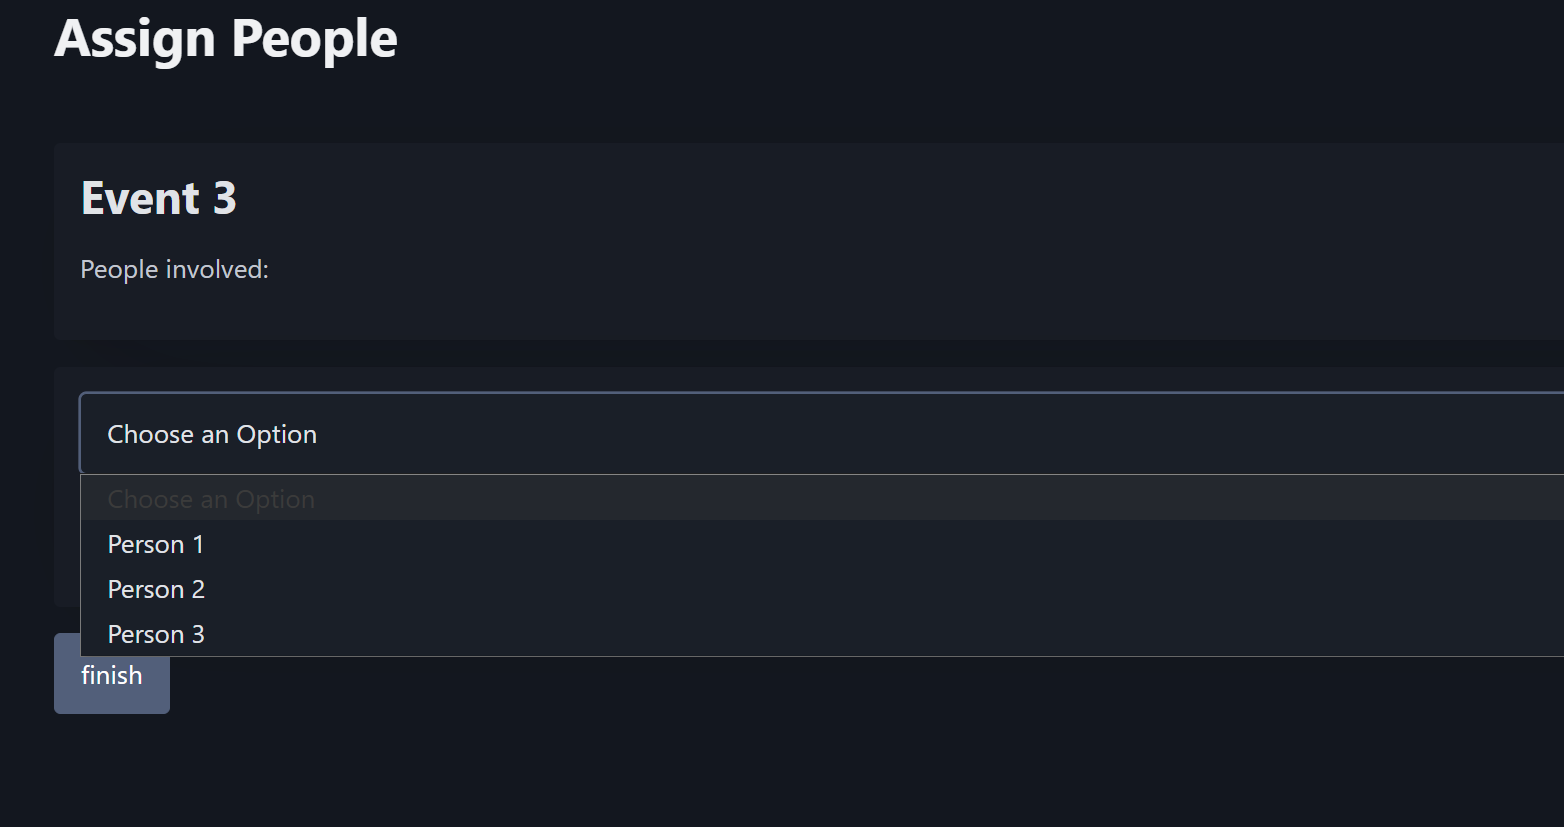 Assign People
Event 3
People involved:
Choose an Option
Choose an Option
Person 1
Person 2
Person 3
finish